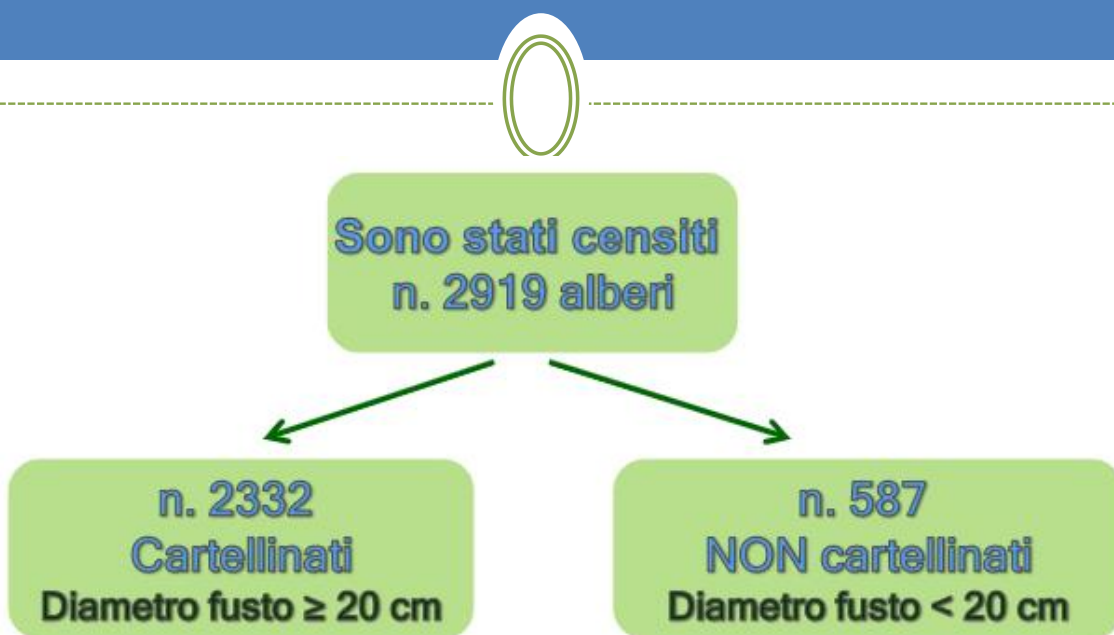 Sono stati censiti
n. 2919 alberi
n. 2332
Cartellinati
Diametro fusto ≥ 20 cm
n. 587
NON cartellinati
Diametro fusto < 20 cm